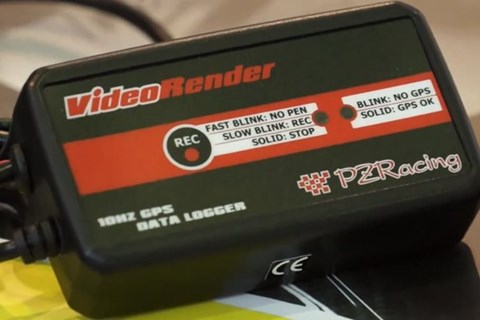 VideoRender
REC
FAST BLINK: NO PEN
SLOW BLINK: REC
SOLID: STOP
BLINK: NO GPS
SOLID: GPS OK
PZRacing
10HZ GPS
DATA LOGGER
CE